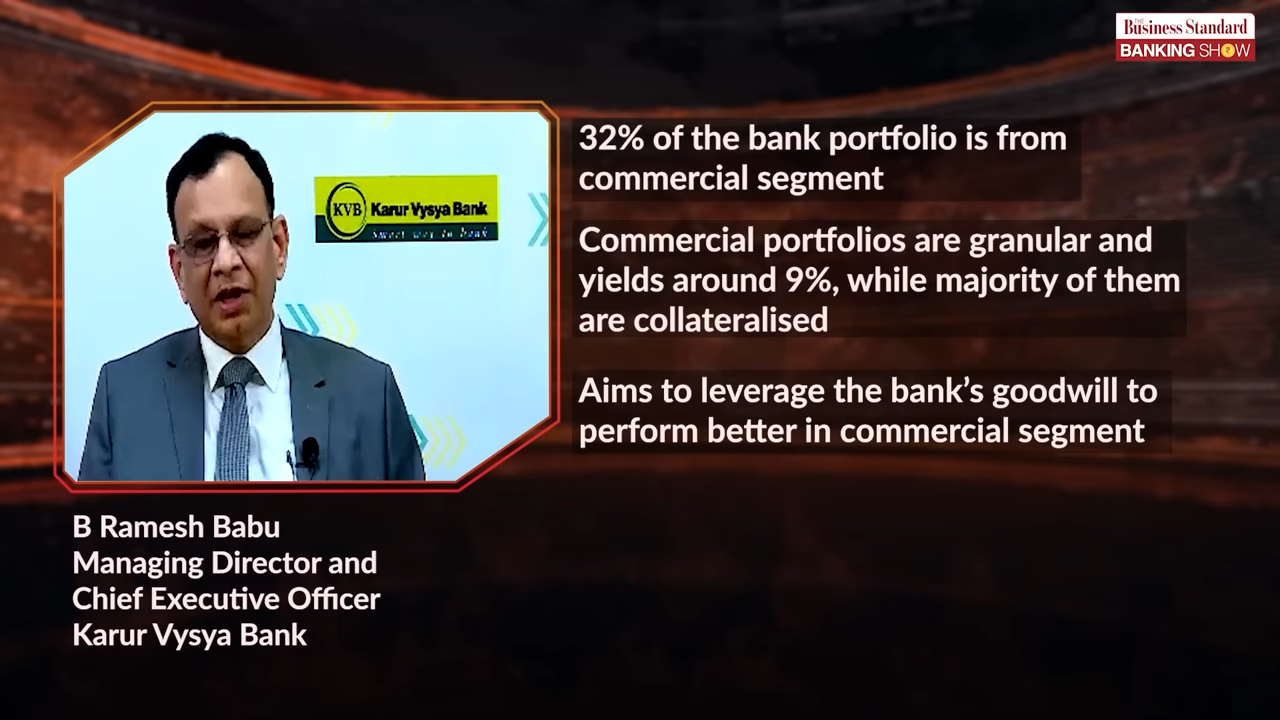 THE
Business Standard
BANKING SHOW
32% of the bank portfolio is from
commercial segment
KVB Karur Vysya Bank
Smart way to bank
Commercial portfolios are granular and
yields around 9%, while majority of them
are collateralised
Aims to leverage the bank’s goodwill to
perform better in commercial segment
B Ramesh Babu
Managing Director and
Chief Executive Officer
Karur Vysya Bank